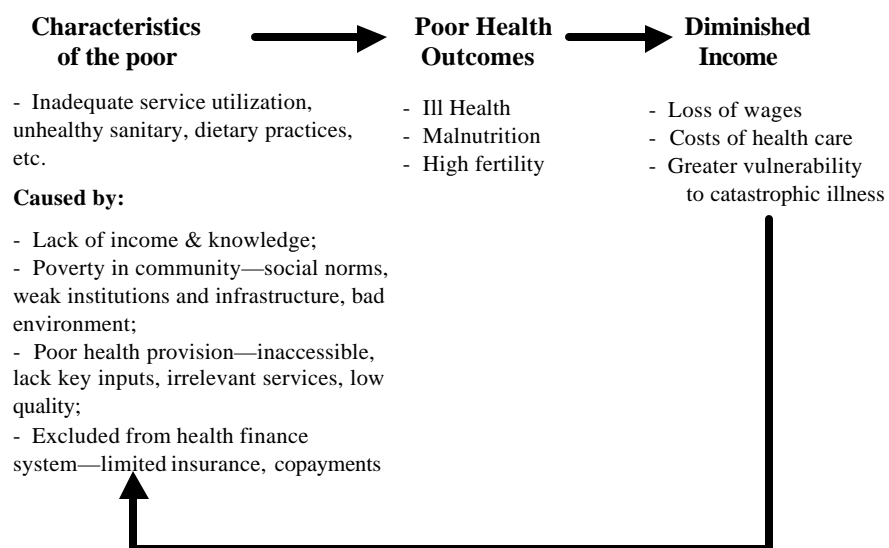 Characteristics
of the poor
- Inadequate service utilization,
unhealthy sanitary, dietary practices,
etc.
Caused by:
- Lack of income & knowledge;
- Poverty in community—social norms,
weak institutions and infrastructure, bad
environment;
- Poor health provision—inaccessible,
lack key inputs, irrelevant services, low
quality;
- Excluded from health finance
system—limited insurance, copayments
Poor Health
Outcomes
- Ill Health
- Malnutrition
- High fertility
Diminished
Income
- Loss of wages
- Costs of health care
- Greater vulnerability
to catastrophic illness